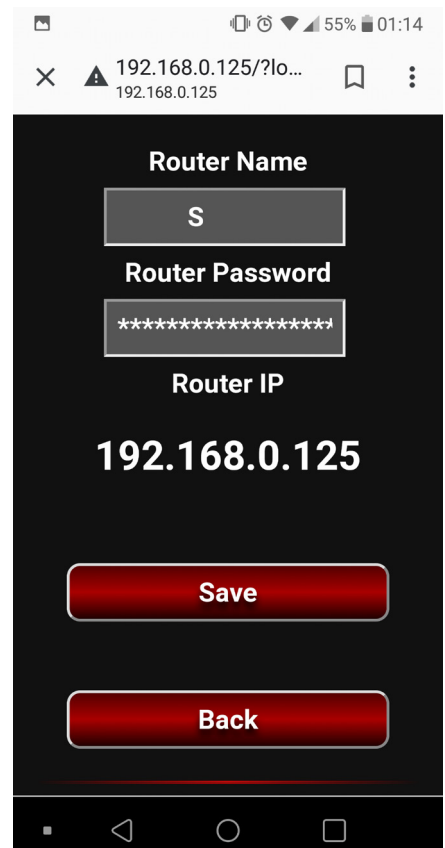 55% 01:14
192.168.0.125/?lo...
192.168.0.125
Router Name
S
Router Password
******************
Router IP
192.168.0.125
Save
Back